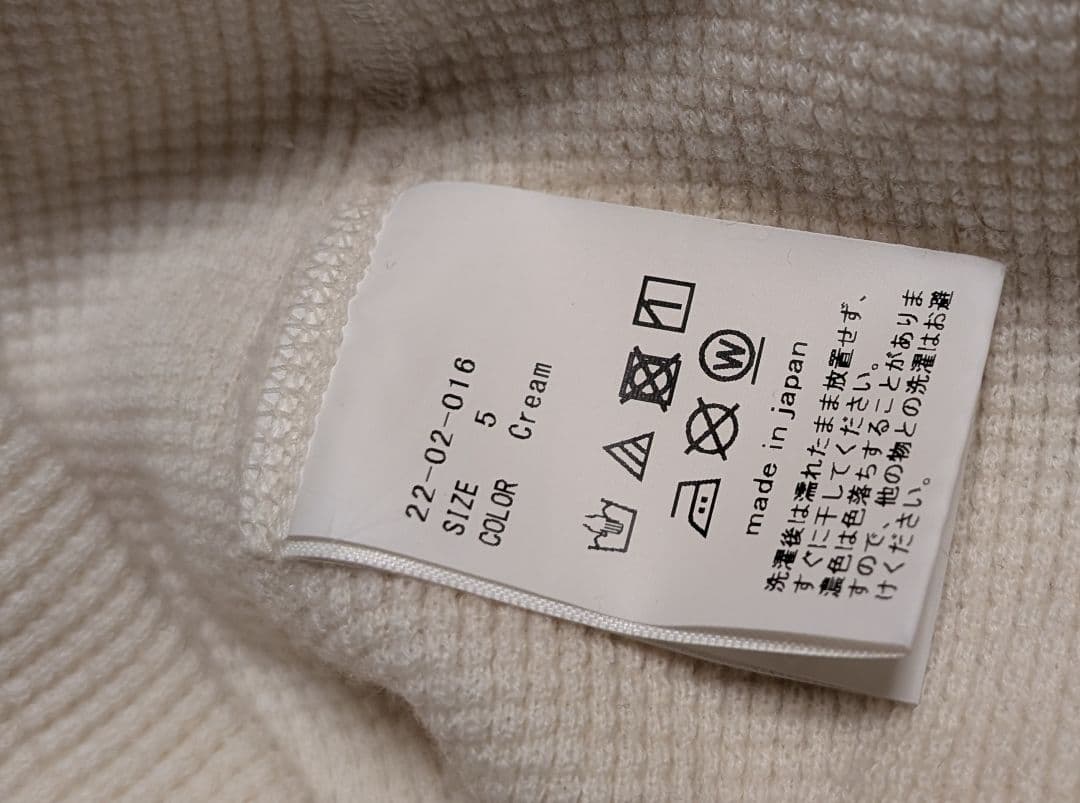 22-02-016
SIZE 5
COLOR Cream
W
made in japan
洗濯後は濡れたまま放置せず、
すぐに干してください。
濃色は色落ちすることがありま
すので、他の物との洗濯はお避
けください。